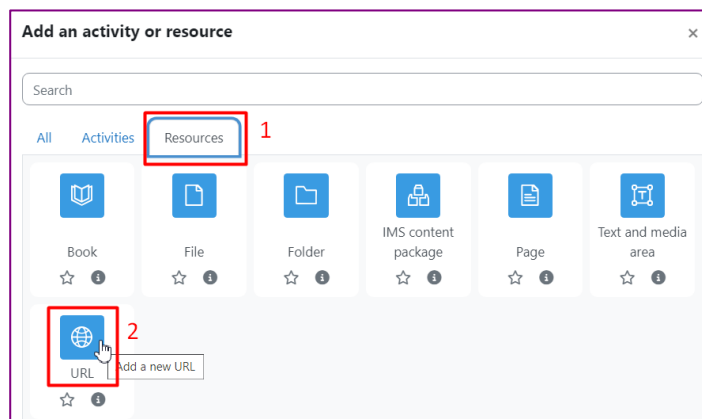 Add an activity or resource
×
Search
All Activities Resources 1
Book File Folder IMS content package Page Text and media area
2
URL
Add a new URL